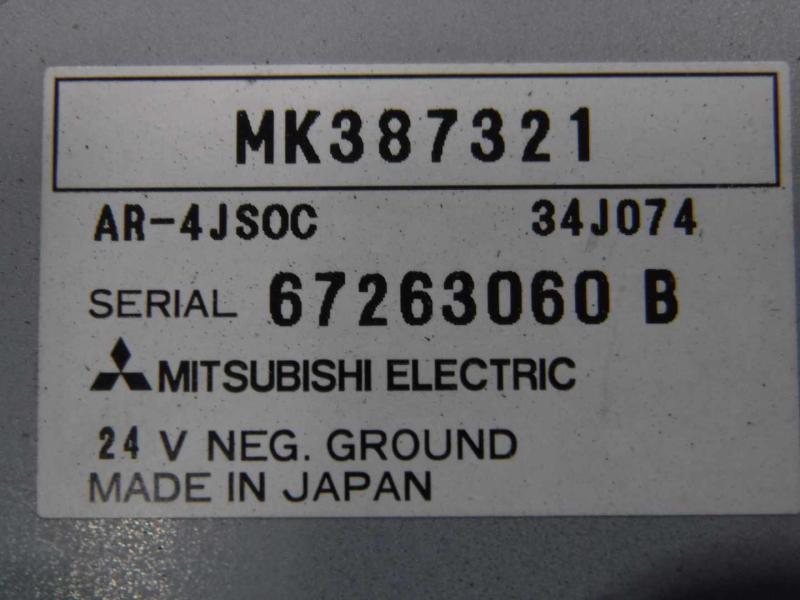 MK387321
AR-4JSOC 34J074
SERIAL 67263060 B
MITSUBISHI ELECTRIC
24 V NEG. GROUND
MADE IN JAPAN